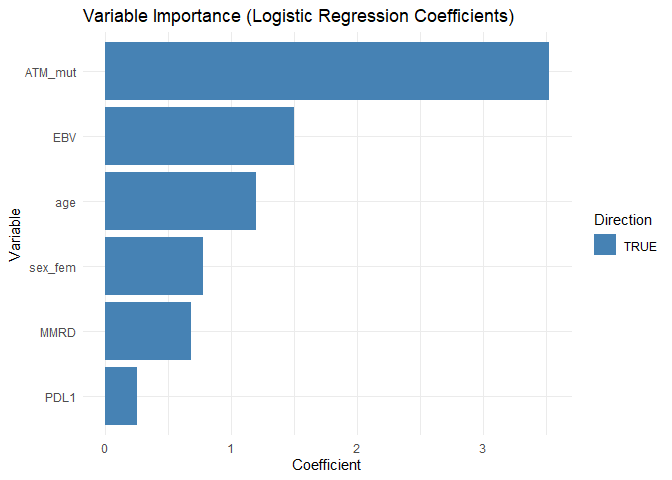 Variable Importance (Logistic Regression Coefficients)
ATM_mut
EBV
age
sex_fem
MMRD
PDL1
Variable
0
1
2
3
Coefficient
Direction
TRUE